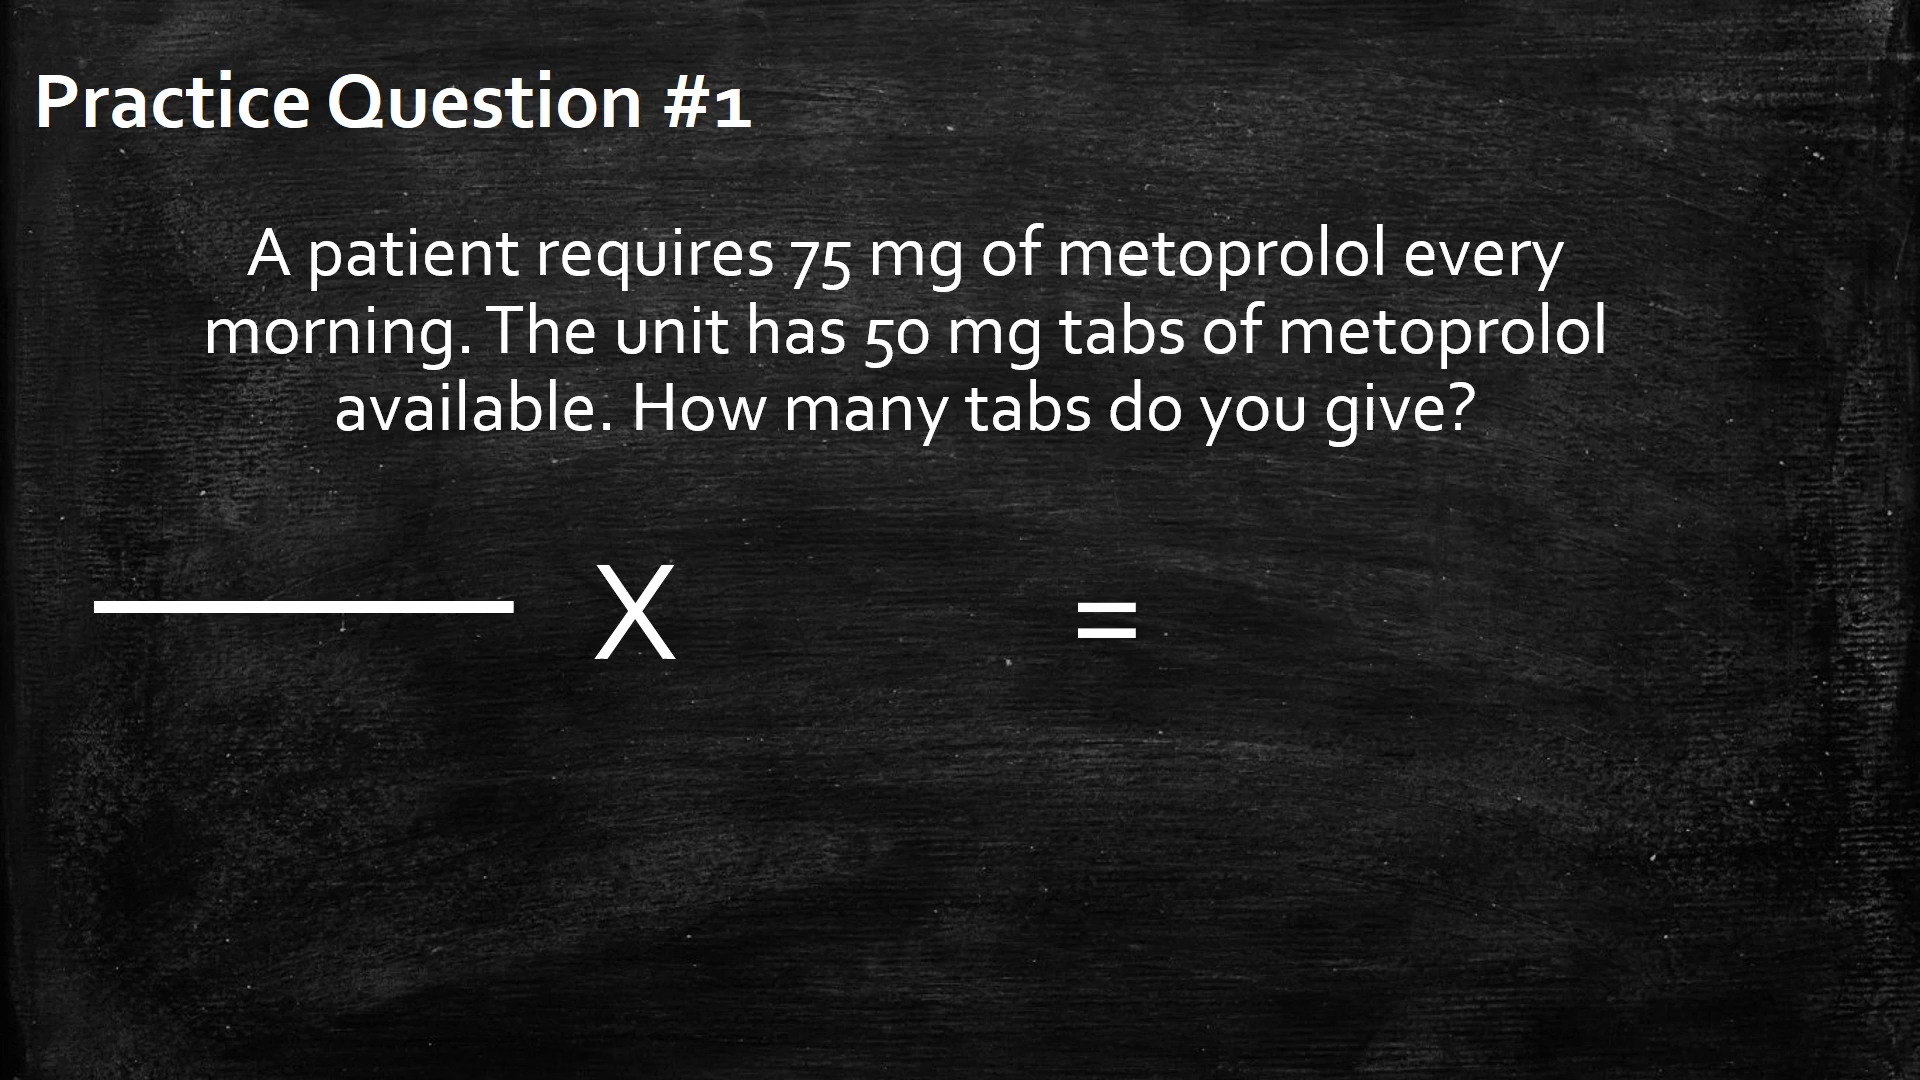 Practice Question #1
A patient requires 75 mg of metoprolol every
morning. The unit has 50 mg tabs of metoprolol
available. How many tabs do you give?
X =